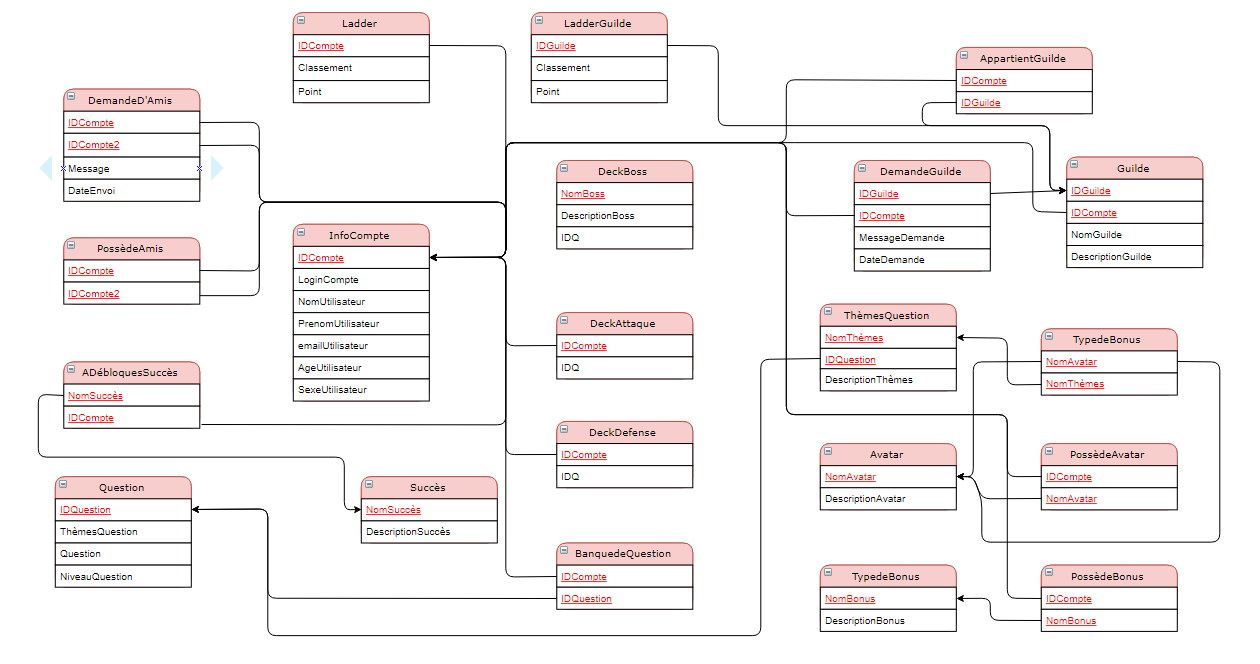 Ladder
IDCompte
Classement
Point
LadderGuilde
IDGuilde
Classement
Point
AppartientGuilde
IDCompte
IDGuilde
DemandeD'Amis
IDCompte
IDCompte2
Message
DateEnvoi
DeckBoss
NomBoss
DescriptionBoss
IDQ
DemandeGuilde
IDGuilde
IDCompte
MessageDemande
DateDemande
Guilde
IDGuilde
IDCompte
NomGuilde
DescriptionGuilde
PossèdeAmis
IDCompte
IDCompte2
InfoCompte
IDCompte
LoginCompte
NomUtilisateur
PrenomUtilisateur
emailUtilisateur
AgeUtilisateur
SexeUtilisateur
DeckAttaque
IDCompte
IDQ
ThèmesQuestion
NomThèmes
IDQuestion
DescriptionThèmes
TypedeBonus
NomAvatar
NomThèmes
ADébloquesSuccès
NomSuccès
IDCompte
DeckDefense
IDCompte
IDQ
Avatar
NomAvatar
DescriptionAvatar
PossèdeAvatar
IDCompte
NomAvatar
Question
IDQuestion
ThèmesQuestion
Question
NiveauQuestion
Succès
NomSuccès
DescriptionSuccès
BanquedeQuestion
IDCompte
IDQuestion
TypedeBonus
NomBonus
DescriptionBonus
PossèdeBonus
IDCompte
NomBonus